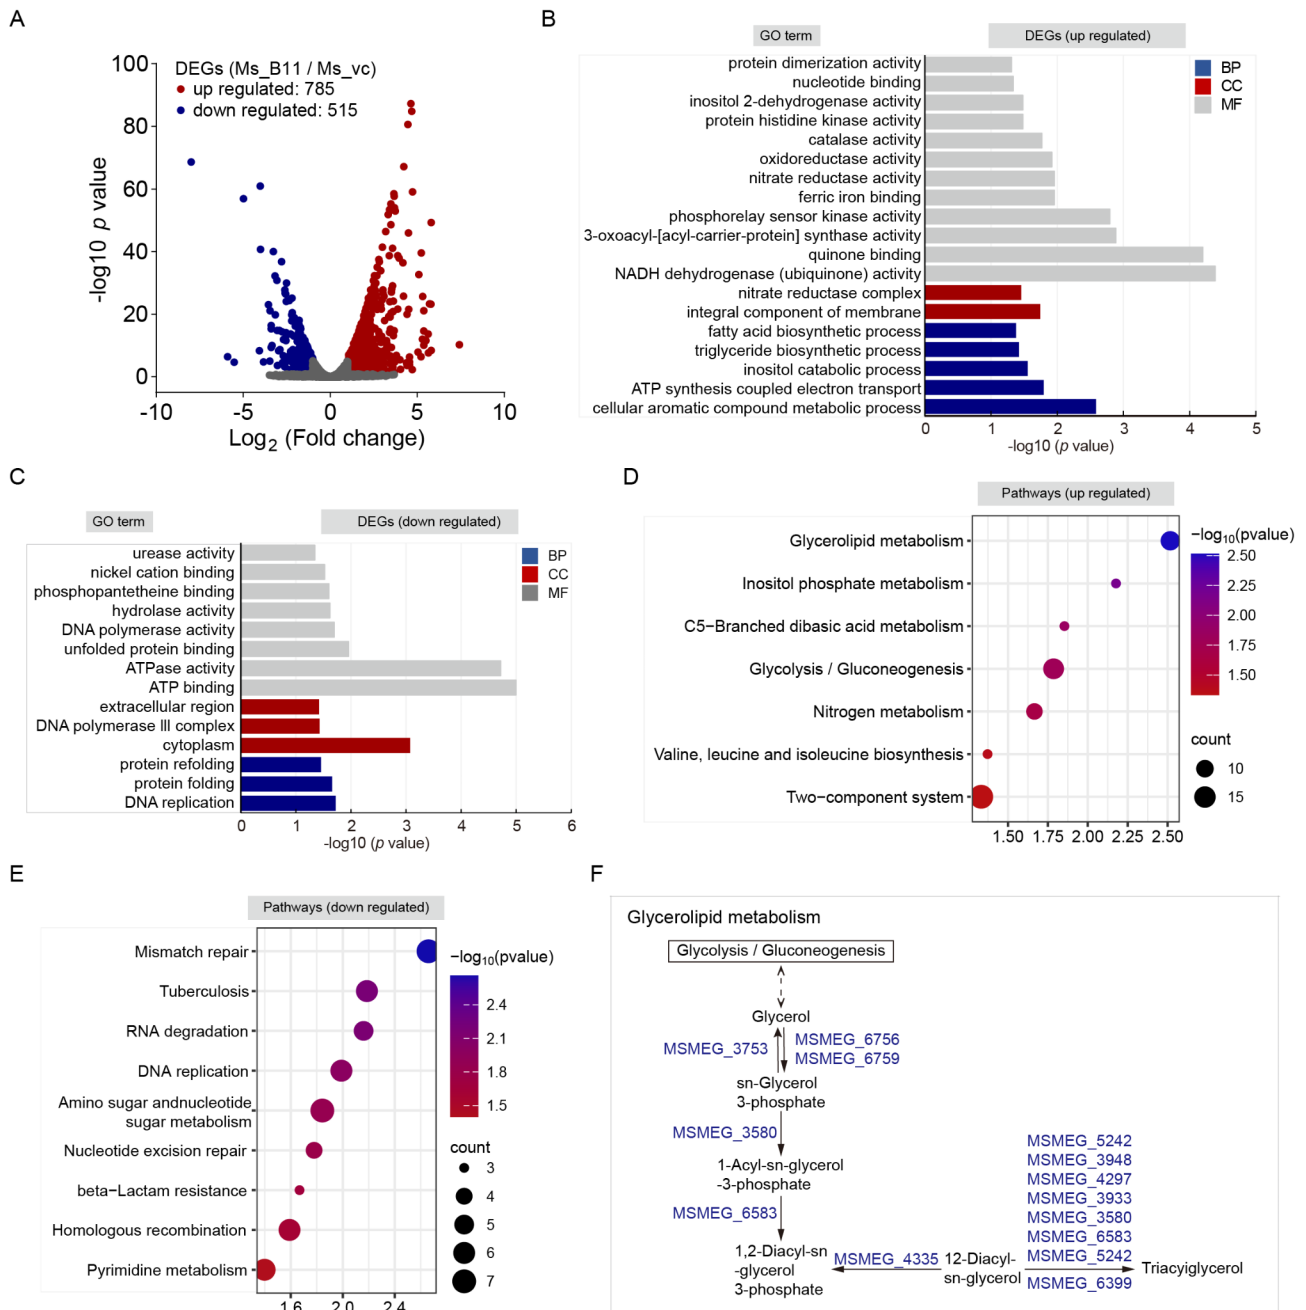 A
DEGs (Ms_B11 / Ms_vc)
up regulated: 785
down regulated: 515
-log10 p value
100
80
60
40
20
0
-10
-5
0
5
10
Log2 (Fold change)
B
GO term
DEGs (up regulated)
BP
CC
MF
protein dimerization activity
nucleotide binding
inositol 2-dehydrogenase activity
protein histidine kinase activity
catalase activity
oxidoreductase activity
nitrate reductase activity
ferric iron binding
phosphorelay sensor kinase activity
3-oxoacyl-[acyl-carrier-protein] synthase activity
quinone binding
NADH dehydrogenase (ubiquinone) activity
nitrate reductase complex
integral component of membrane
fatty acid biosynthetic process
triglyceride biosynthetic process
inositol catabolic process
ATP synthesis coupled electron transport
cellular aromatic compound metabolic process
0
1
2
3
4
5
-log10 (p value)
C
GO term
DEGs (down regulated)
BP
CC
MF
urease activity
nickel cation binding
phosphopantetheine binding
hydrolase activity
DNA polymerase activity
unfolded protein binding
ATPase activity
ATP binding
extracellular region
DNA polymerase III complex
cytoplasm
protein refolding
protein folding
DNA replication
0
1
2
3
4
5
6
-log10 (p value)
D
Pathways (up regulated)
Glycerolipid metabolism
Inositol phosphate metabolism
C5−Branched dibasic acid metabolism
Glycolysis / Gluconeogenesis
Nitrogen metabolism
Valine, leucine and isoleucine biosynthesis
Two−component system
1.50
1.75
2.00
2.25
2.50
−log10(pvalue)
2.50
2.25
2.00
1.75
1.50
count
10
15
E
Pathways (down regulated)
Mismatch repair
Tuberculosis
RNA degradation
DNA replication
Amino sugar andnucleotide
sugar metabolism
Nucleotide excision repair
beta−Lactam resistance
Homologous recombination
Pyrimidine metabolism
1.6
2.0
2.4
−log10(pvalue)
2.4
2.1
1.8
1.5
count
3
4
5
6
7
F
Glycerolipid metabolism
Glycolysis / Gluconeogenesis
Glycerol
MSMEG_3753
MSMEG_6756
MSMEG_6759
sn-Glycerol
3-phosphate
MSMEG_3580
1-Acyl-sn-glycerol
-3-phosphate
MSMEG_6583
1,2-Diacyl-sn
-glycerol
3-phosphate
MSMEG_4335
12-Diacyl-
sn-glycerol
MSMEG_5242
MSMEG_3948
MSMEG_4297
MSMEG_3933
MSMEG_3580
MSMEG_6583
MSMEG_5242
MSMEG_6399
Triacyiglycerol